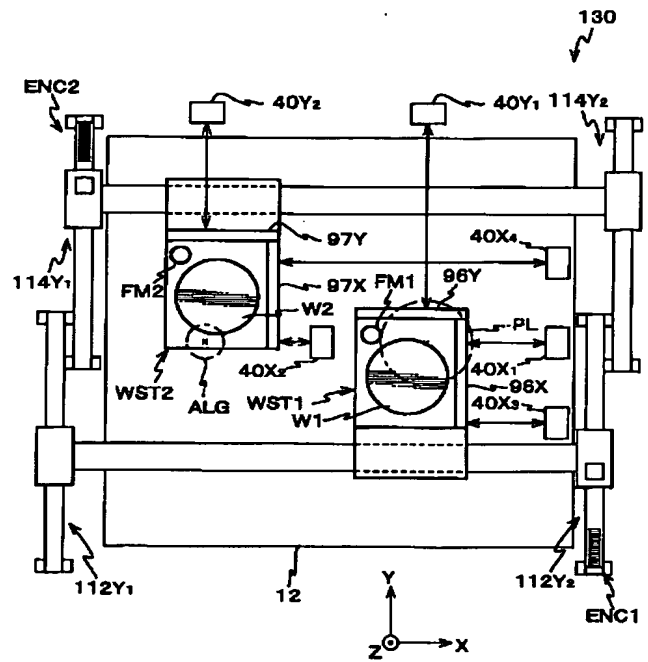 130
ENC2
40Y₂
40Y₁
114Y₂
97Y
40X₄
114Y₁
FM2
97X
FM1
96Y
W2
PL
40X₂
40X₁
WST2
ALG
WST1
96X
W1
40X₃
112Y₁
12
112Y₂
ENC1
Y
Z
X